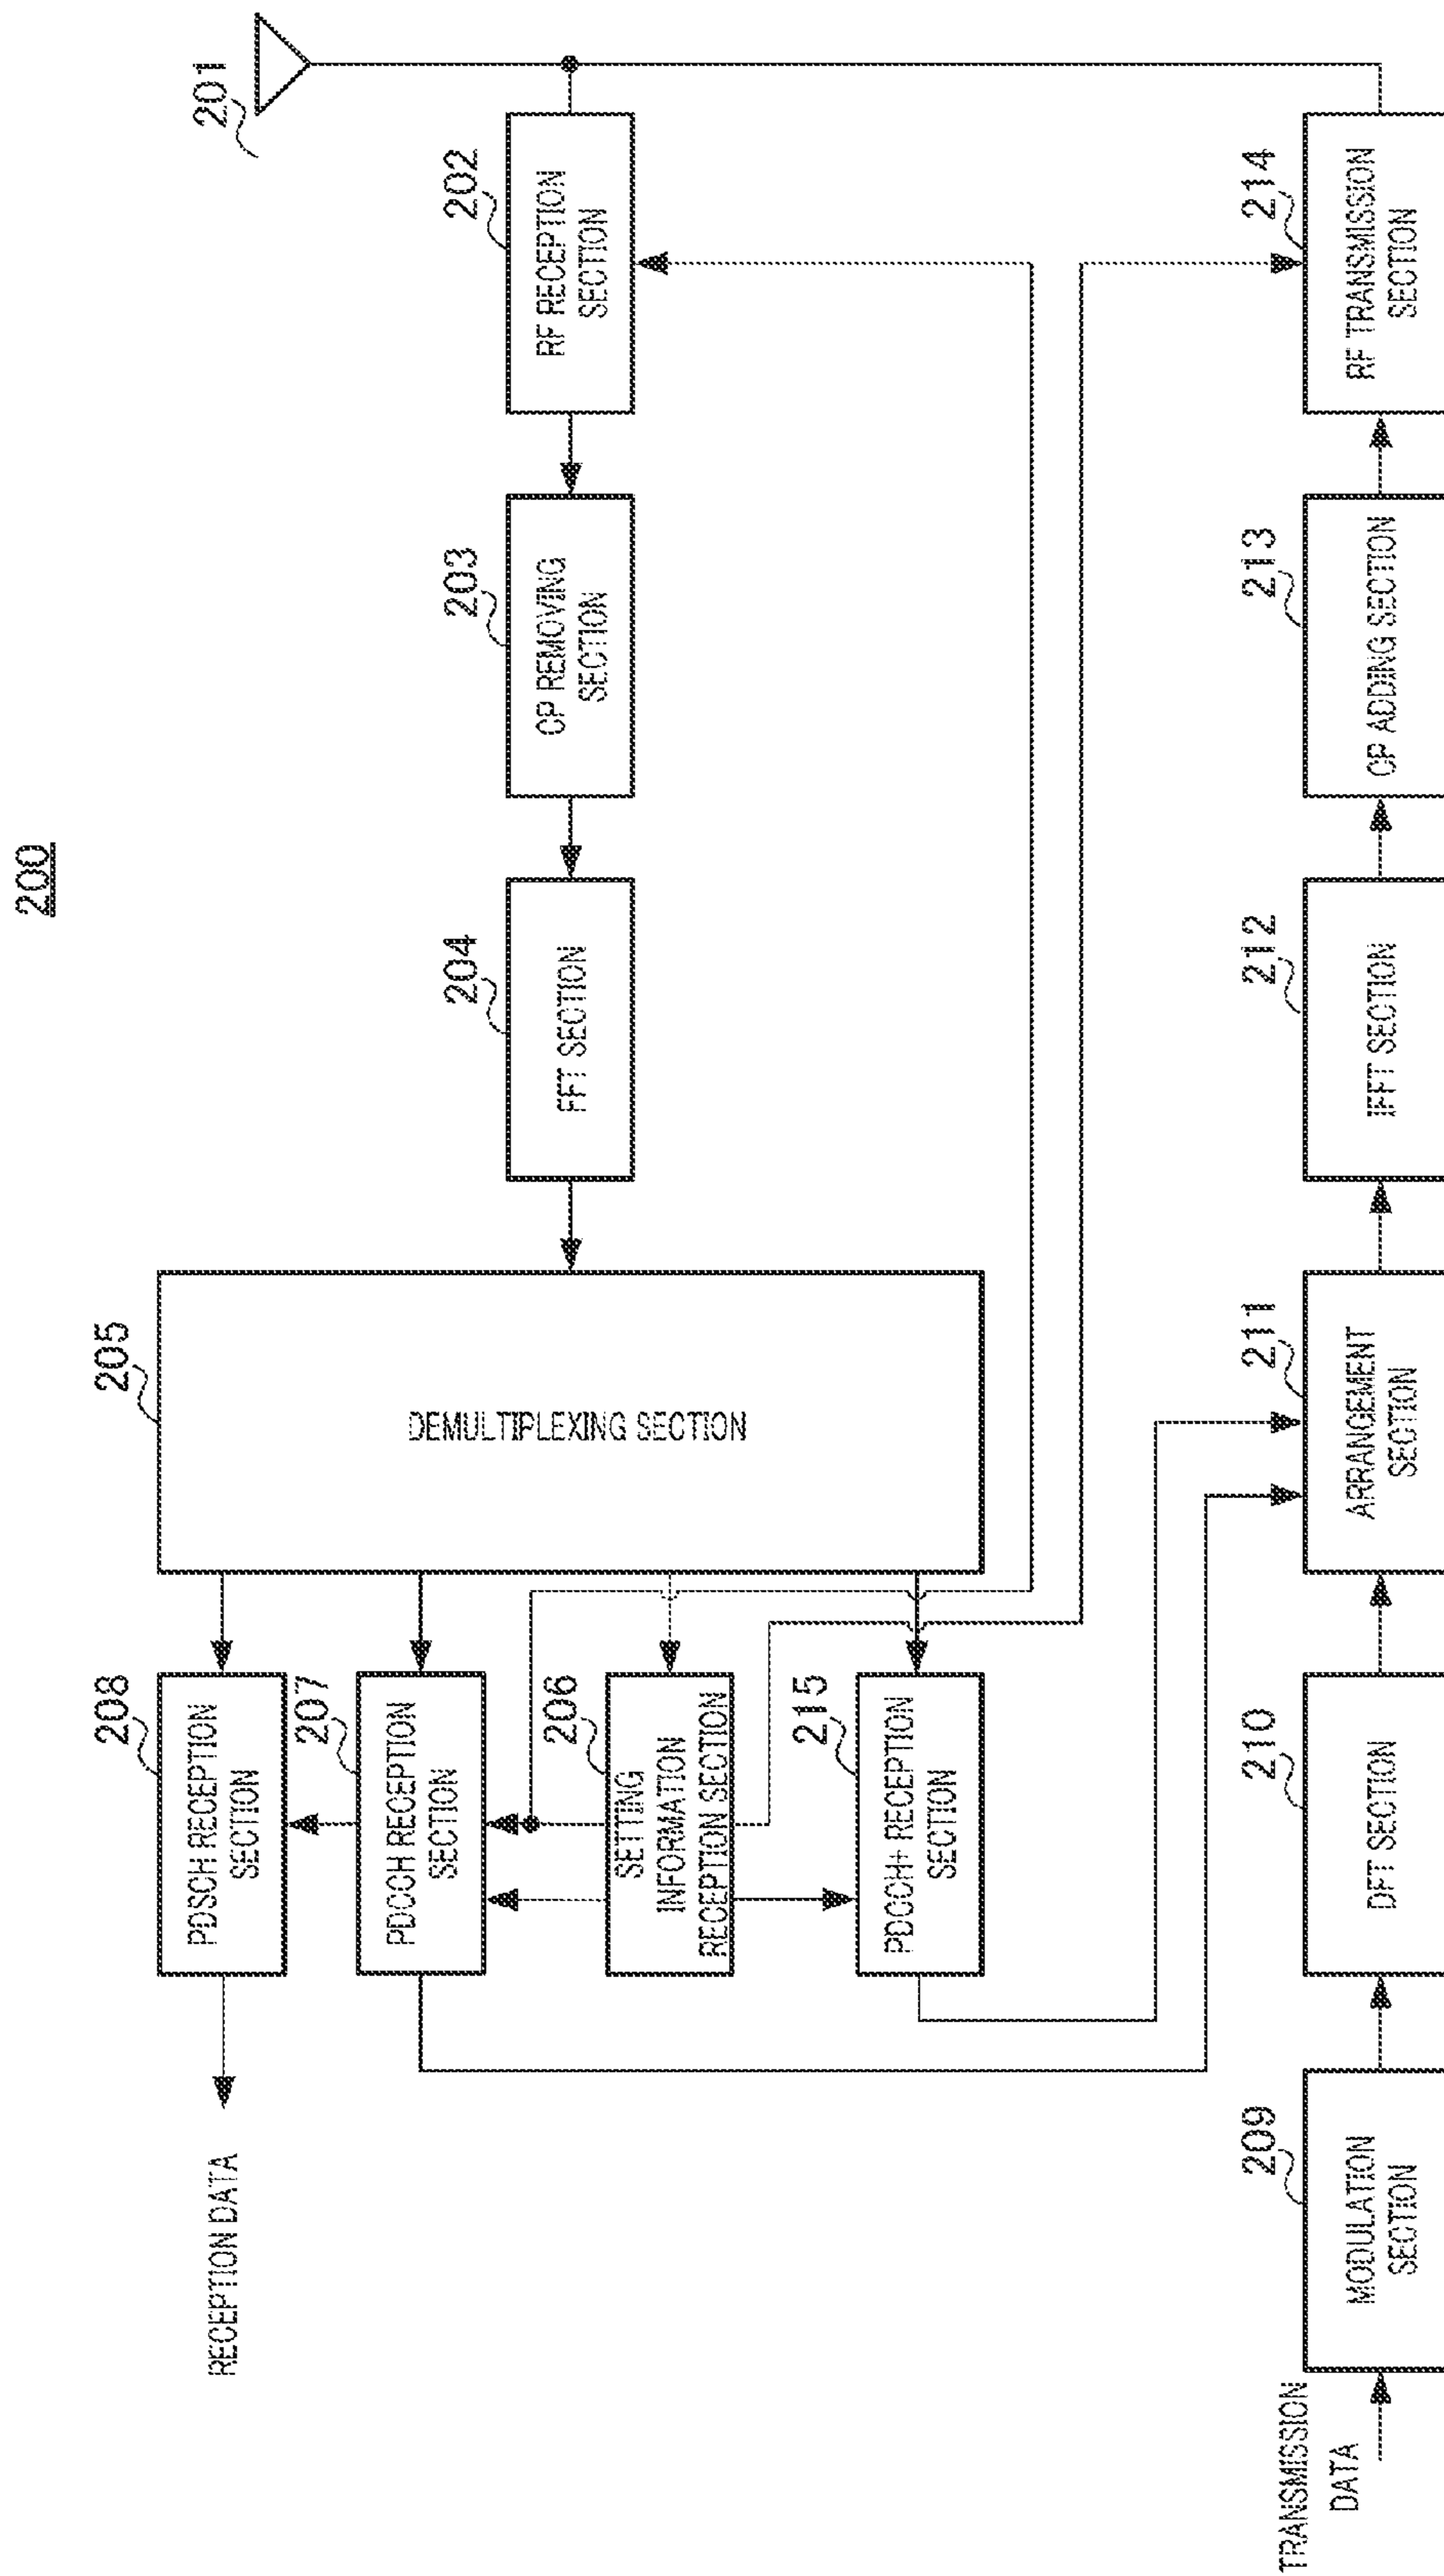 200
201
202
RF RECEPTION
SECTION
203
CP REMOVING
SECTION
204
FFT SECTION
205
DEMULTIPLEXING SECTION
208
PDSCH RECEPTION
SECTION
207
PDCCH RECEPTION
SECTION
206
SETTING
INFORMATION
RECEPTION SECTION
215
PDCCH+ RECEPTION
SECTION
RECEPTION DATA
TRANSMISSION
DATA
209
MODULATION
SECTION
210
DFT SECTION
211
ARRANGEMENT
SECTION
212
IFFT SECTION
213
CP ADDING SECTION
214
RF TRANSMISSION
SECTION